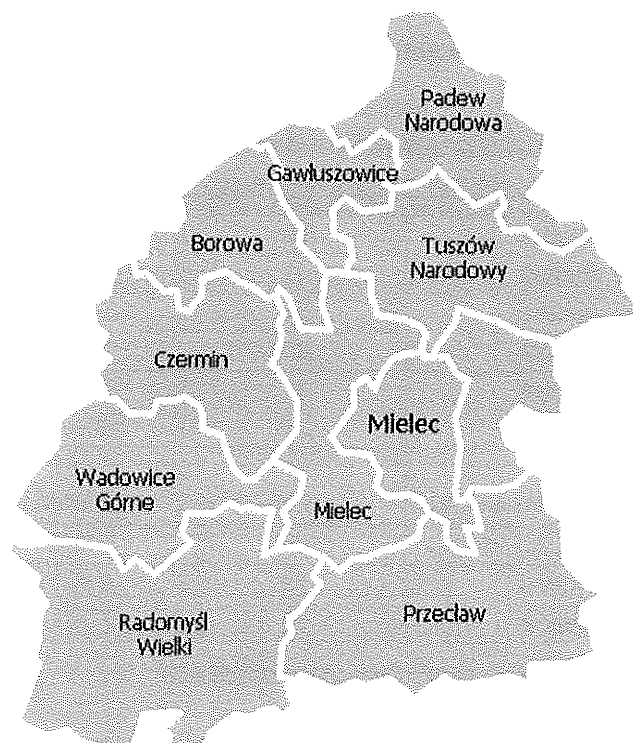 Padew
Narodowa
Gawłuszowice
Borowa
Tuszów
Narodowy
Czermin
Mielec
Wadowice
Górne
Mielec
Przecław
Radomyśl
Wielki